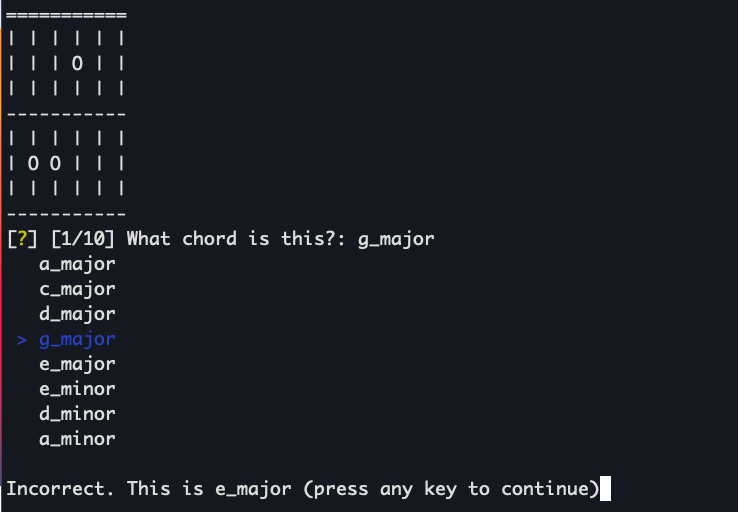 ===========
| | | | | |
| | | O | |
| | | | | |
-----------
| | | | | |
| O O | | |
| | | | | |
-----------
[?] [1/10] What chord is this?: g_major
   a_major
   c_major
   d_major
 > g_major
   e_major
   e_minor
   d_minor
   a_minor
Incorrect. This is e_major (press any key to continue)